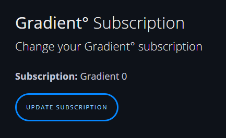 Gradient° Subscription
Change your Gradient° subscription
Subscription: Gradient 0
UPDATE SUBSCRIPTION